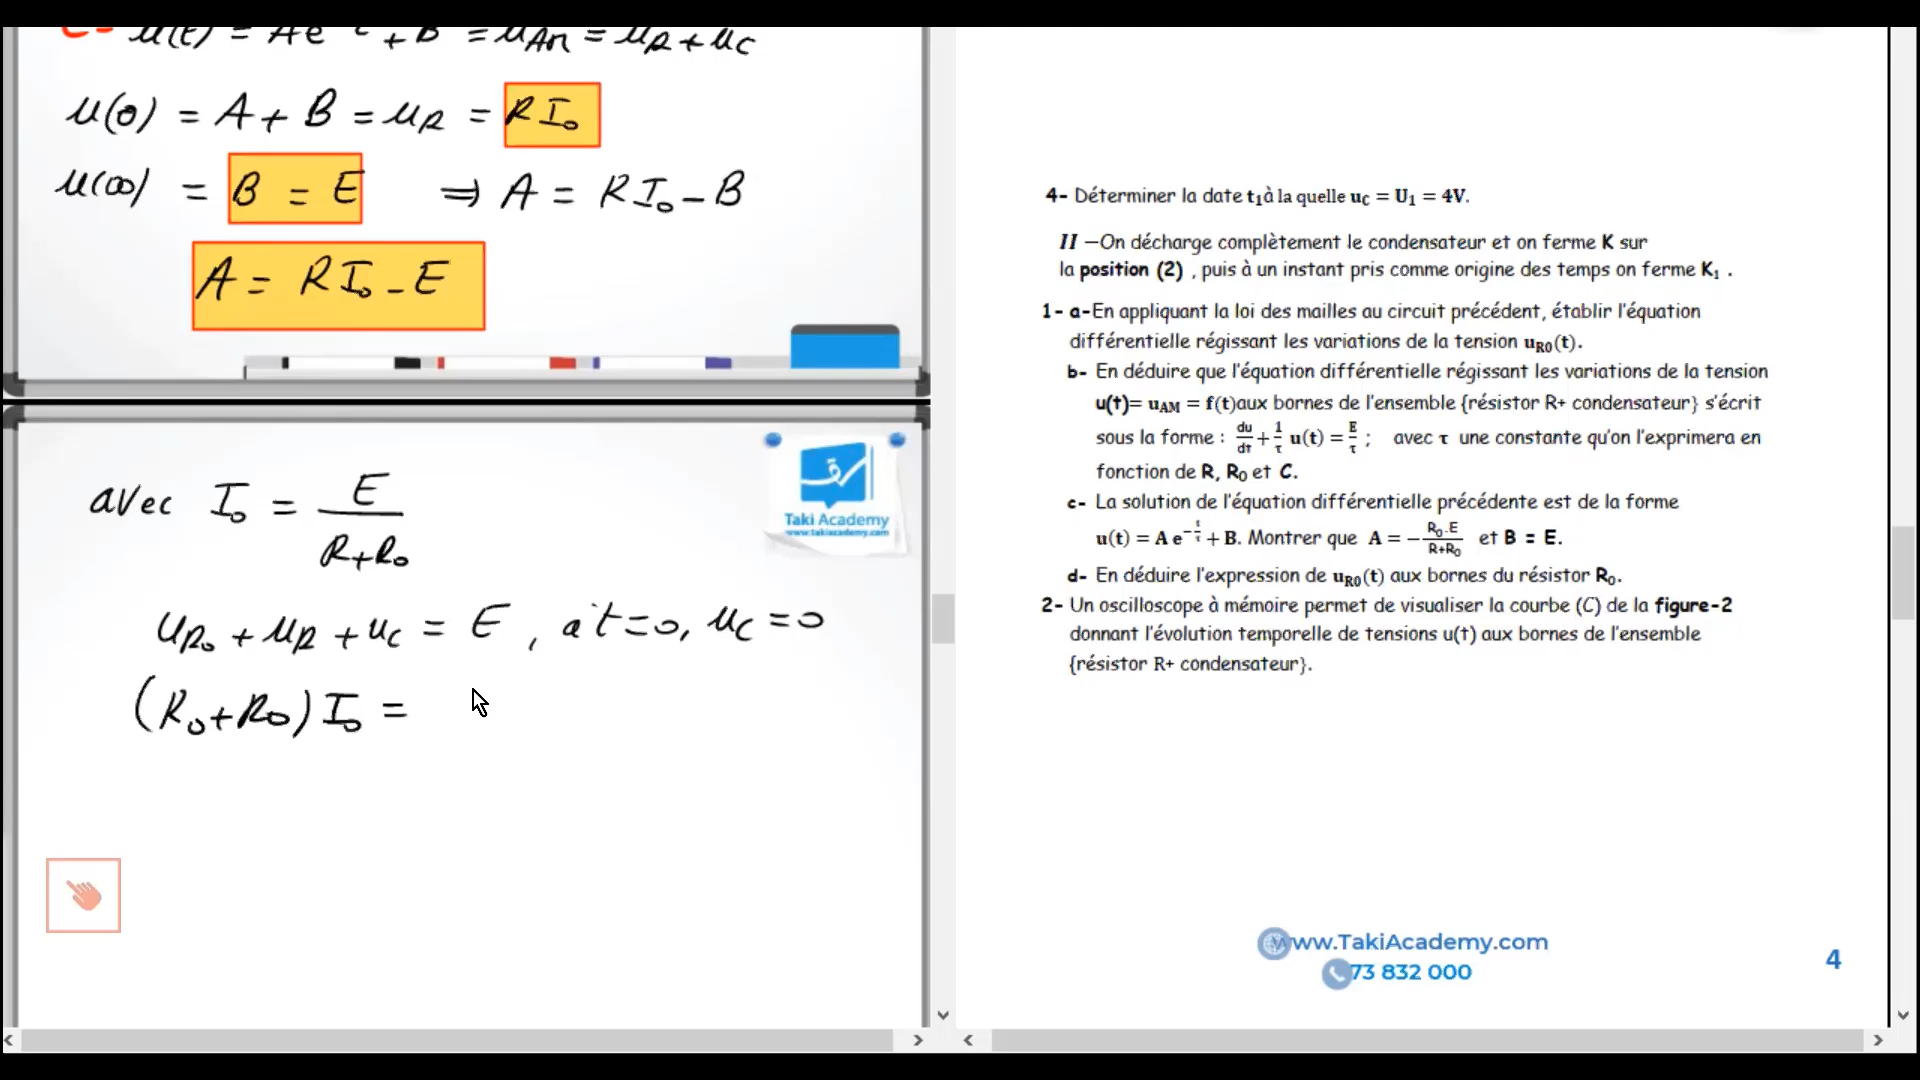 C- u(t) = Ae + B = uAM = uR + uC
u(0) = A + B = uR = RI₀
u(∞) = B = E ⇒ A = RI₀ - B
A = RI₀ - E
avec I₀ = E / (R+R₀)
uR₀ + uR + uC = E , à t=0, uC = 0
(R₀+R₀) I₀ =
Taki Academy
www.takiacademy.com
4- Déterminer la date t₁à la quelle uC = U₁ = 4V.
II –On décharge complètement le condensateur et on ferme K sur
la position (2) , puis à un instant pris comme origine des temps on ferme K₁ .
1- a-En appliquant la loi des mailles au circuit précédent, établir l'équation
différentielle régissant les variations de la tension uR0(t).
b- En déduire que l'équation différentielle régissant les variations de la tension
u(t)= uAM = f(t)aux bornes de l'ensemble {résistor R+ condensateur} s'écrit
sous la forme : du/dt + 1/τ u(t) = E/τ ; avec τ une constante qu'on l'exprimera en
fonction de R, R₀ et C.
c- La solution de l'équation différentielle précédente est de la forme
u(t) = A e^(-t/τ) + B. Montrer que A = - R₀.E / R+R₀ et B = E.
d- En déduire l'expression de uR0(t) aux bornes du résistor R₀.
2- Un oscilloscope à mémoire permet de visualiser la courbe (C) de la figure-2
donnant l'évolution temporelle de tensions u(t) aux bornes de l'ensemble
{résistor R+ condensateur}.
www.TakiAcademy.com
73 832 000
4